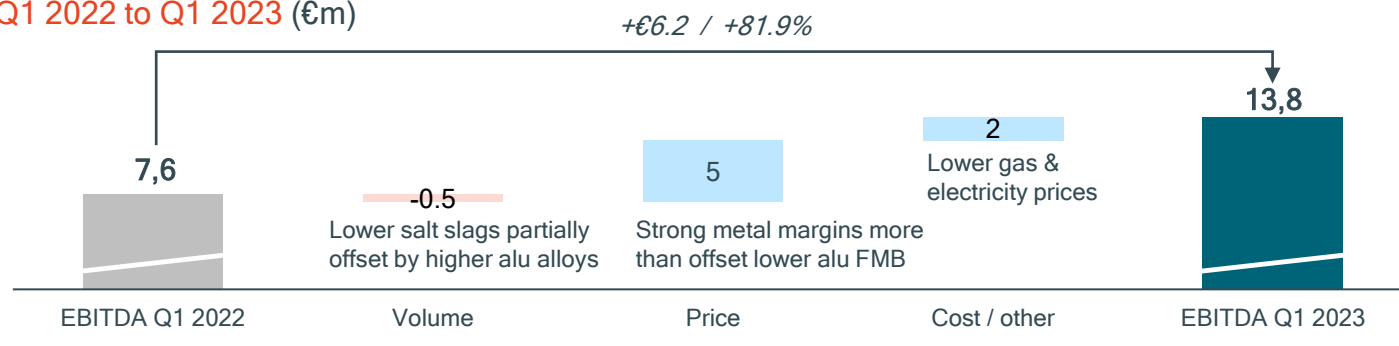 Q1 2022 to Q1 2023 (€m)
+€6.2 / +81.9%
13,8
7,6
-0.5
5
2
Lower salt slags partially
offset by higher alu alloys
Strong metal margins more
than offset lower alu FMB
Lower gas &
electricity prices
EBITDA Q1 2022
Volume
Price
Cost / other
EBITDA Q1 2023